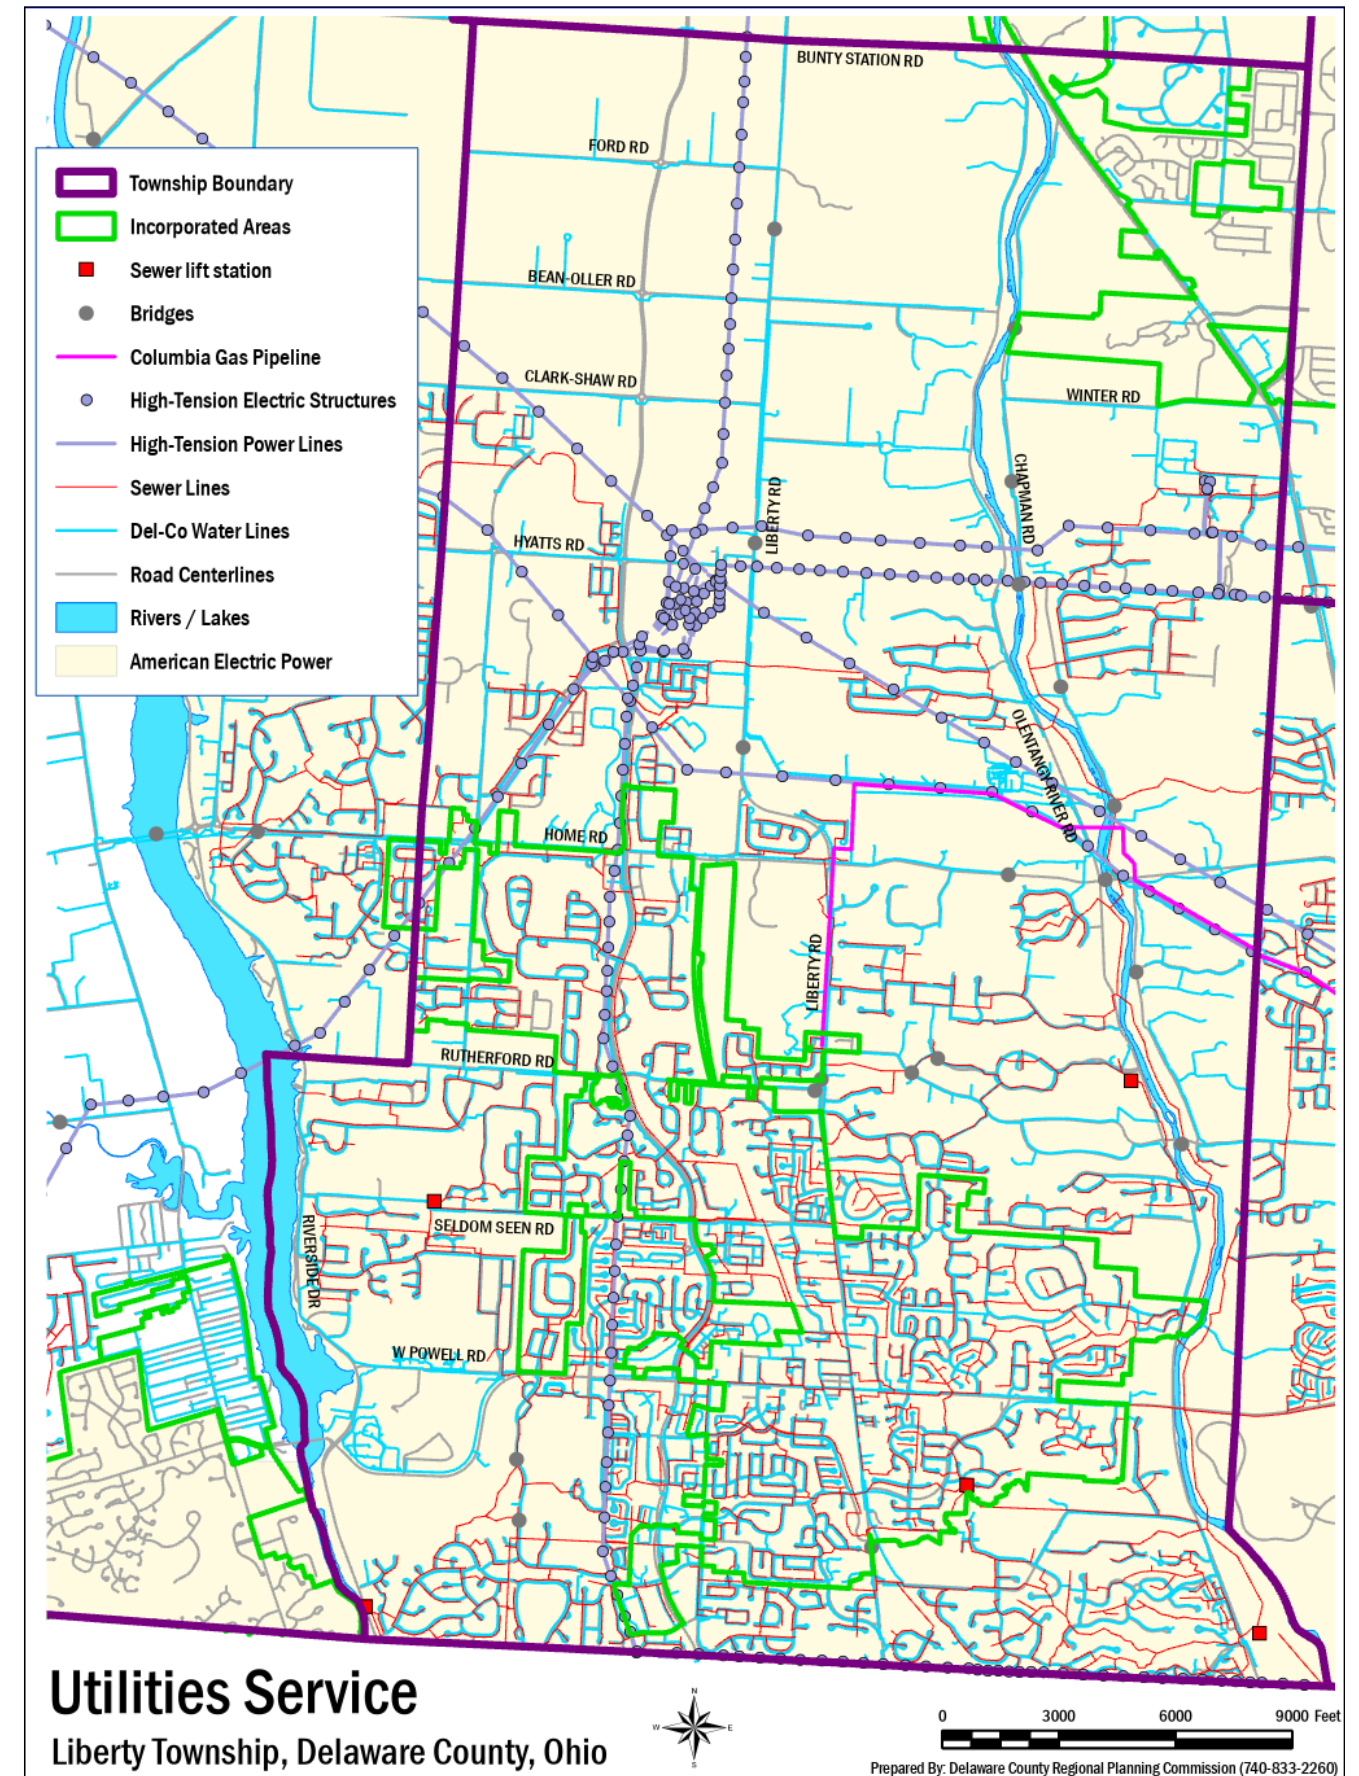 BUNTY STATION RD
FORD RD
Township Boundary
Incorporated Areas
Sewer lift station
BEAN-OLLER RD
Bridges
Columbia Gas Pipeline
CLARK-SHAW RD
WINTER RD
High-Tension Electric Structures
High-Tension Power Lines
Sewer Lines
CHAPMAN RD
LIBERTY RD
Del-Co Water Lines
HYATTS RD
Road Centerlines
Rivers / Lakes
American Electric Power
OLENTANGY RIVER RD
HOME RD
LIBERTY RD
RUTHERFORD RD
SELDOM SEEN RD
RIVERSIDE DR
W POWELL RD
Utilities Service
Liberty Township, Delaware County, Ohio
N
W
E
S
0 3000 6000 9000 Feet
Prepared By: Delaware County Regional Planning Commission (740-833-2260)